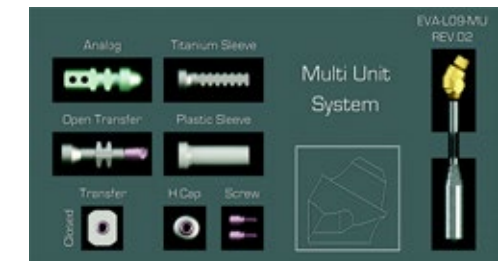 EVA-L09-MU
REV.02
Analog
Titanium Sleeve
Multi Unit
System
Open Transfer
Plastic Sleeve
Transfer
H.Cap
Screw
Closed